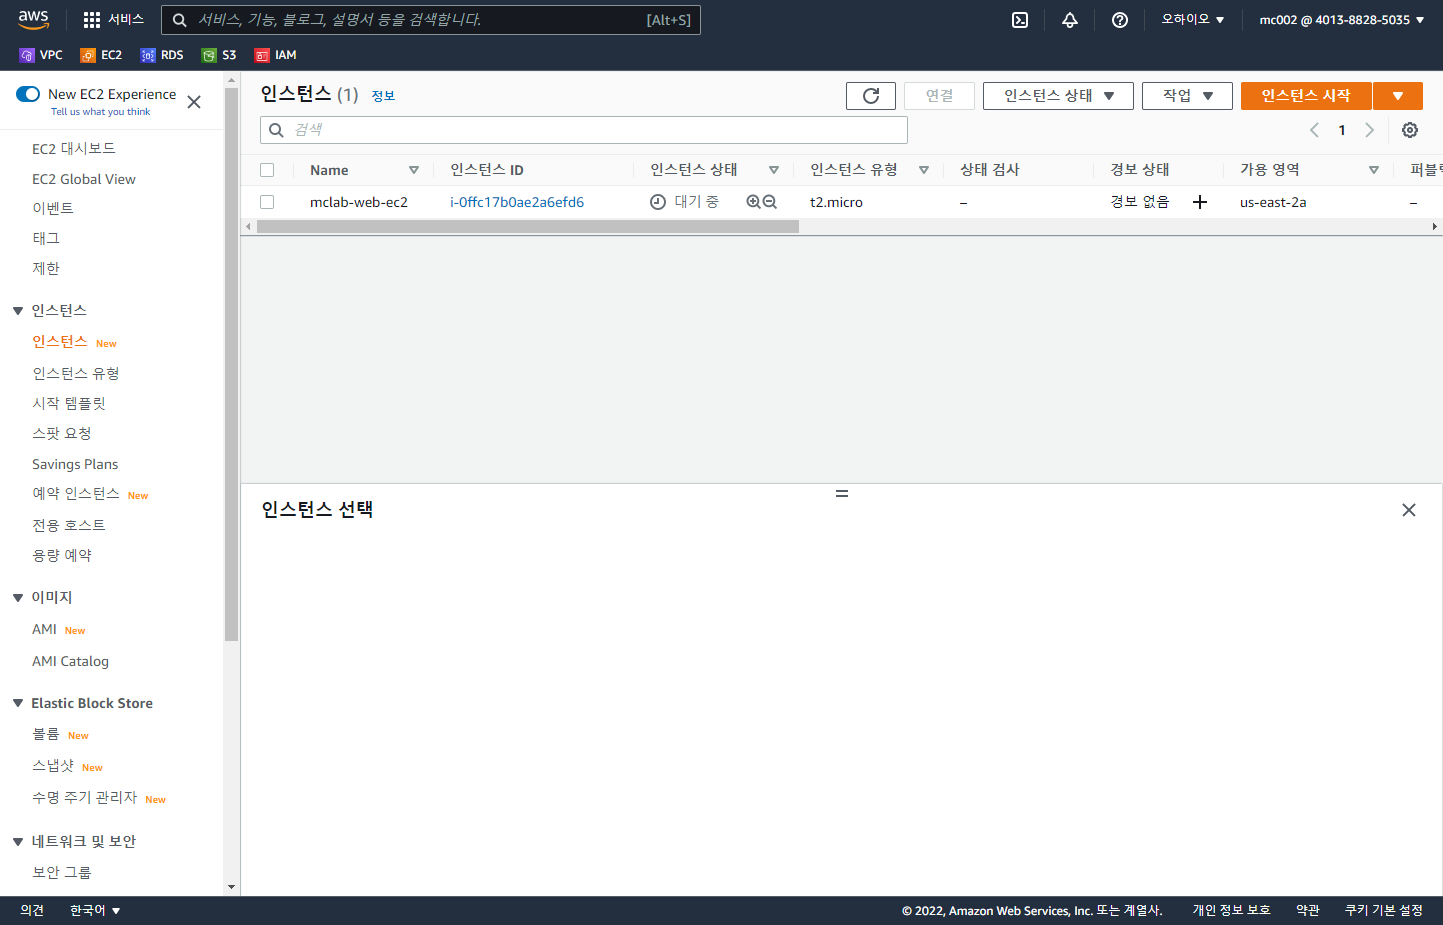 aws 서비스 서비스, 기능, 블로그, 설명서 등을 검색합니다. [Alt+S] 오하이오 ▼ mc002 @ 4013-8828-5035 ▼
VPC EC2 RDS S3 IAM
New EC2 Experience
Tell us what you think
EC2 대시보드
EC2 Global View
이벤트
태그
제한
인스턴스
인스턴스 New
인스턴스 유형
시작 템플릿
스팟 요청
Savings Plans
예약 인스턴스 New
전용 호스트
용량 예약
이미지
AMI New
AMI Catalog
Elastic Block Store
볼륨 New
스냅샷 New
수명 주기 관리자 New
네트워크 및 보안
보안 그룹
인스턴스 (1) 정보 연결 인스턴스 상태 ▼ 작업 ▼ 인스턴스 시작 ▼
검색 1
Name 인스턴스 ID 인스턴스 상태 인스턴스 유형 상태 검사 경보 상태 가용 영역
mclab-web-ec2 i-0ffc17b0ae2a6efd6 대기 중 t2.micro – 경보 없음 + us-east-2a –
인스턴스 선택
의견 한국어 ▼ © 2022, Amazon Web Services, Inc. 또는 계열사. 개인 정보 보호 약관 쿠키 기본 설정